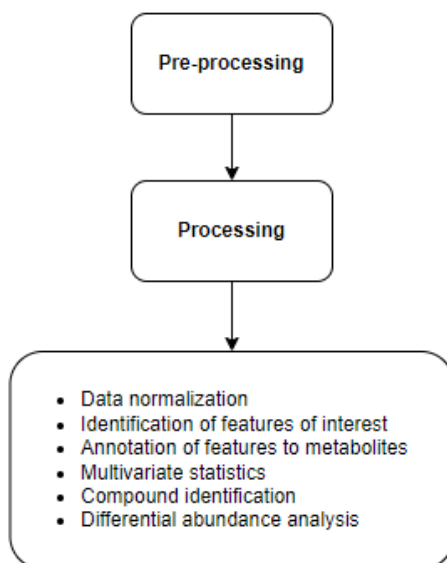 Pre-processing
Processing
• Data normalization
• Identification of features of interest
• Annotation of features to metabolites
• Multivariate statistics
• Compound identification
• Differential abundance analysis